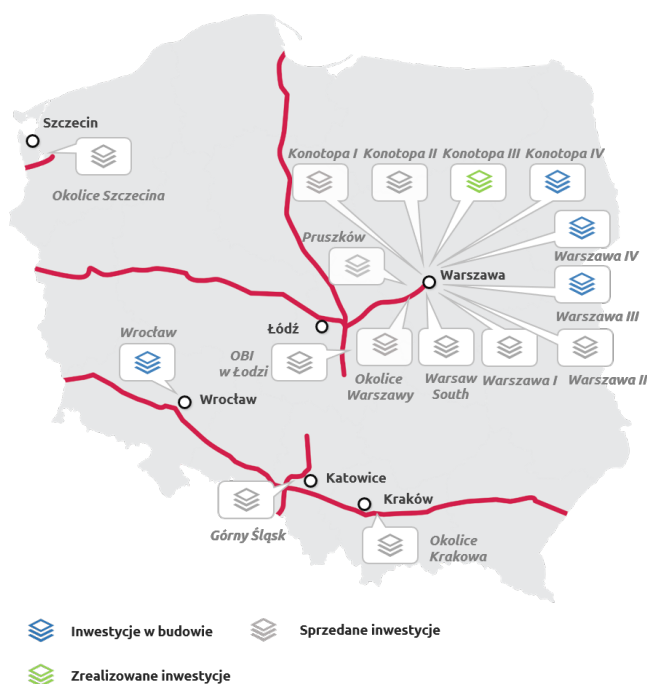 Szczecin
Okolice Szczecina
Konotopa I
Konotopa II
Konotopa III
Konotopa IV
Pruszków
Warszawa IV
Warszawa
Warszawa III
Łódź
Wrocław
OBI
w Łodzi
Okolice
Warszawy
Warsaw
South
Warszawa I
Warszawa II
Wrocław
Katowice
Kraków
Górny Śląsk
Okolice
Krakowa
Inwestycje w budowie
Sprzedane inwestycje
Zrealizowane inwestycje